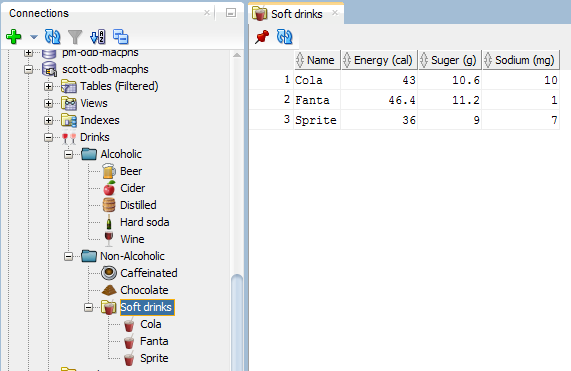 Connections
pm-odb-macphs
scott-odb-macphs
Tables (Filtered)
Views
Indexes
Drinks
Alcoholic
Beer
Cider
Distilled
Hard soda
Wine
Non-Alcoholic
Caffeinated
Chocolate
Soft drinks
Cola
Fanta
Sprite
Soft drinks
Name Energy (cal) Suger (g) Sodium (mg)
1 Cola 43 10.6 10
2 Fanta 46.4 11.2 1
3 Sprite 36 9 7